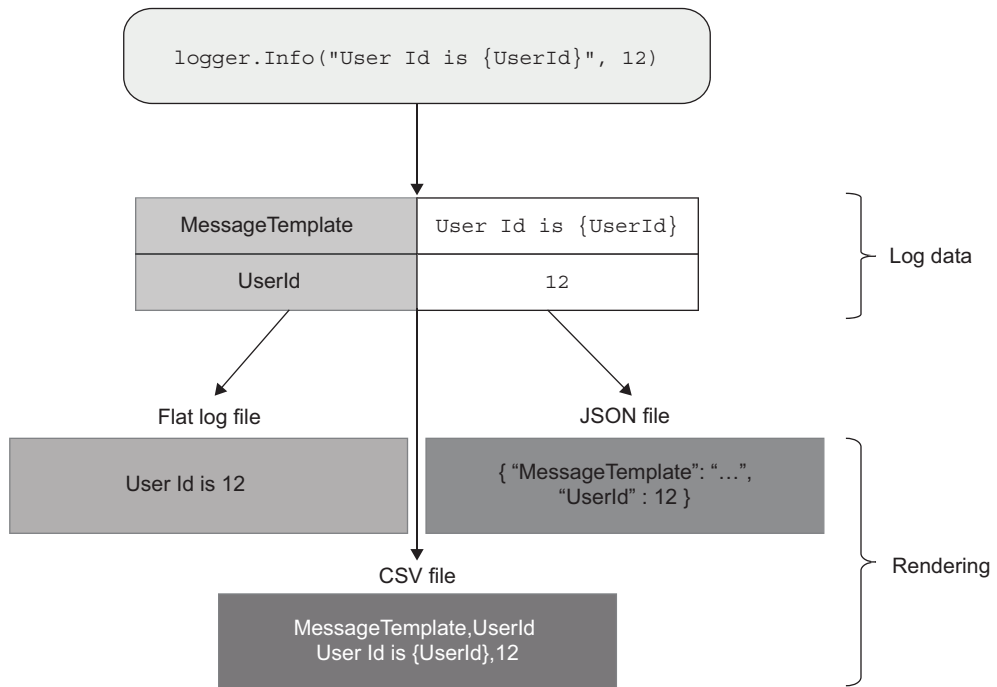 logger.Info("User Id is {UserId}", 12)
MessageTemplate
User Id is {UserId}
UserId
12
Log data
Flat log file
JSON file
User Id is 12
{ “MessageTemplate”: “…”,
“UserId” : 12 }
Rendering
CSV file
MessageTemplate,UserId
User Id is {UserId},12